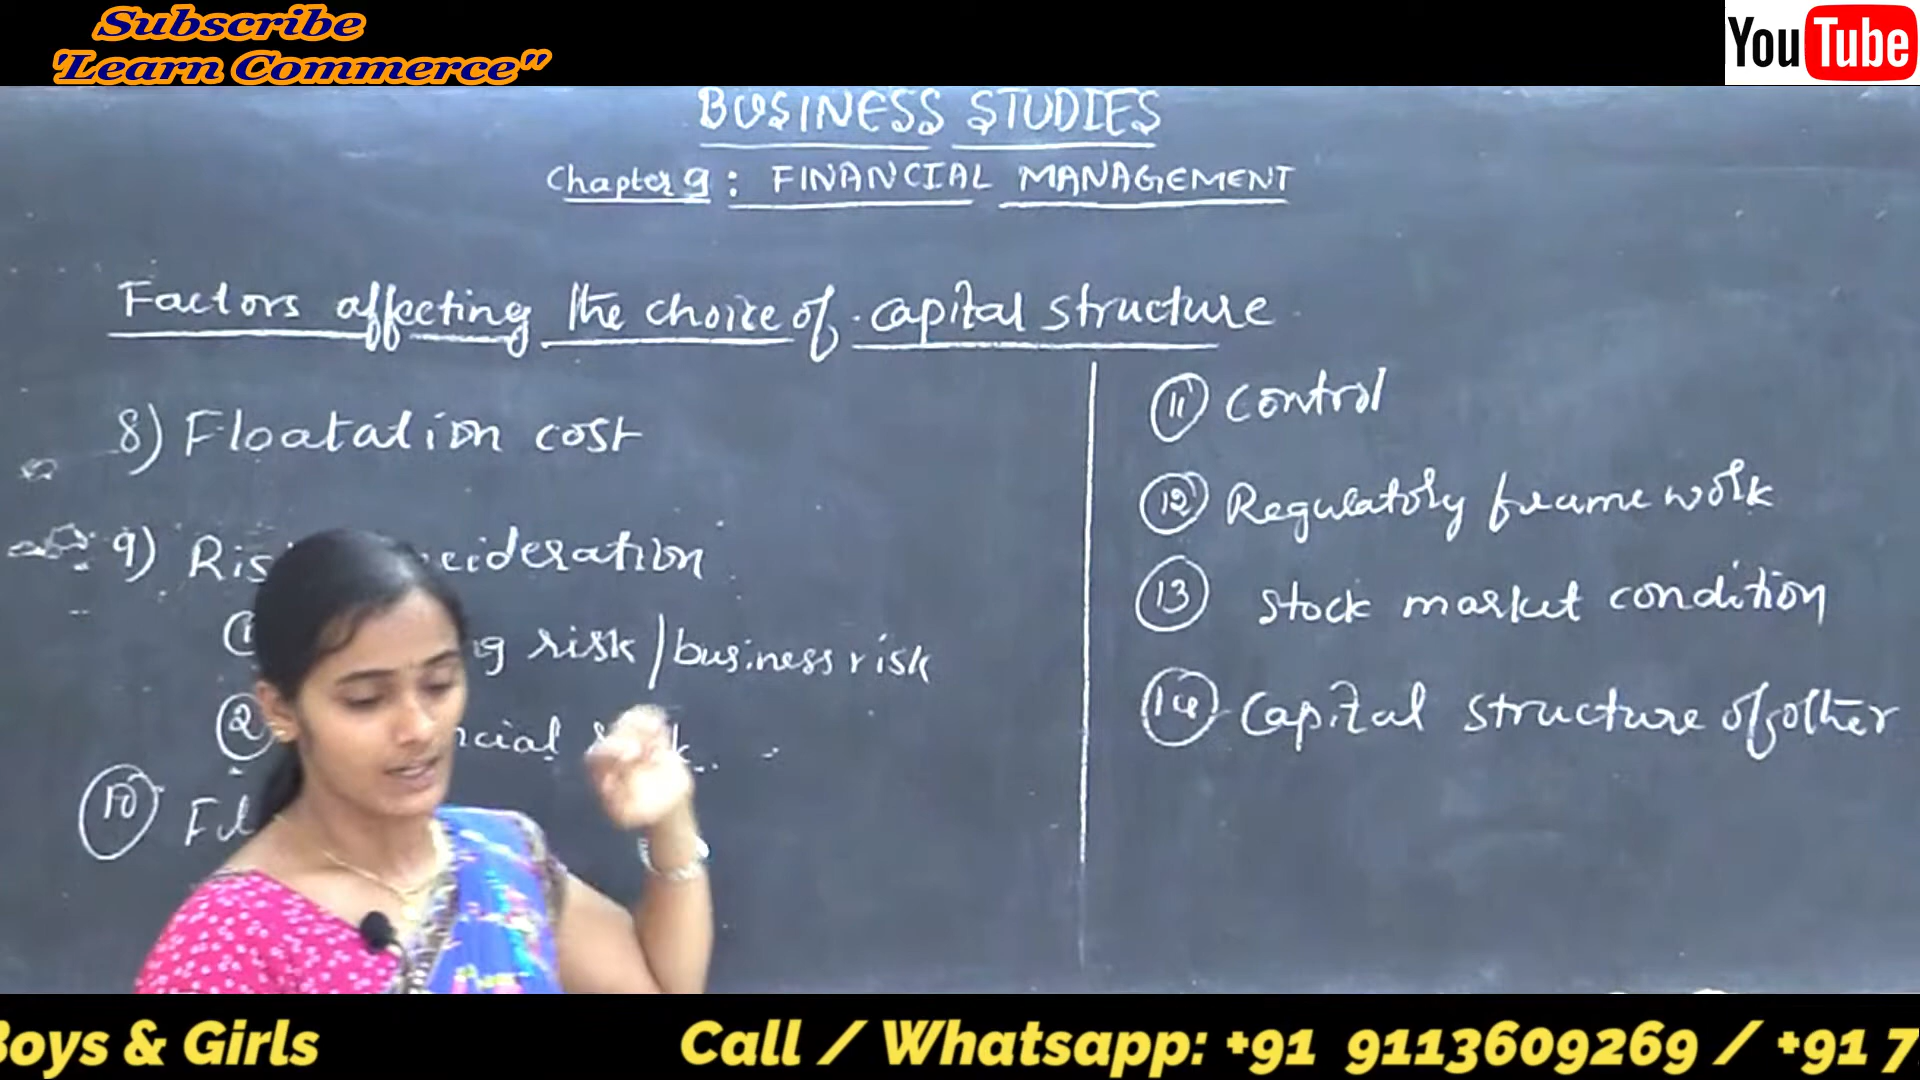 Subscribe
"Learn Commerce"
YouTube
BUSINESS STUDIES
Chapter 9 : FINANCIAL MANAGEMENT
Factors affecting the choice of capital structure
8) Floatation cost
9)
risk / business risk
②
⑩
⑪ Control
⑫ Regulatory framework
⑬ Stock market condition
⑭ Capital structure of other
Boys & Girls
Call / Whatsapp: +91 9113609269 / +91 7